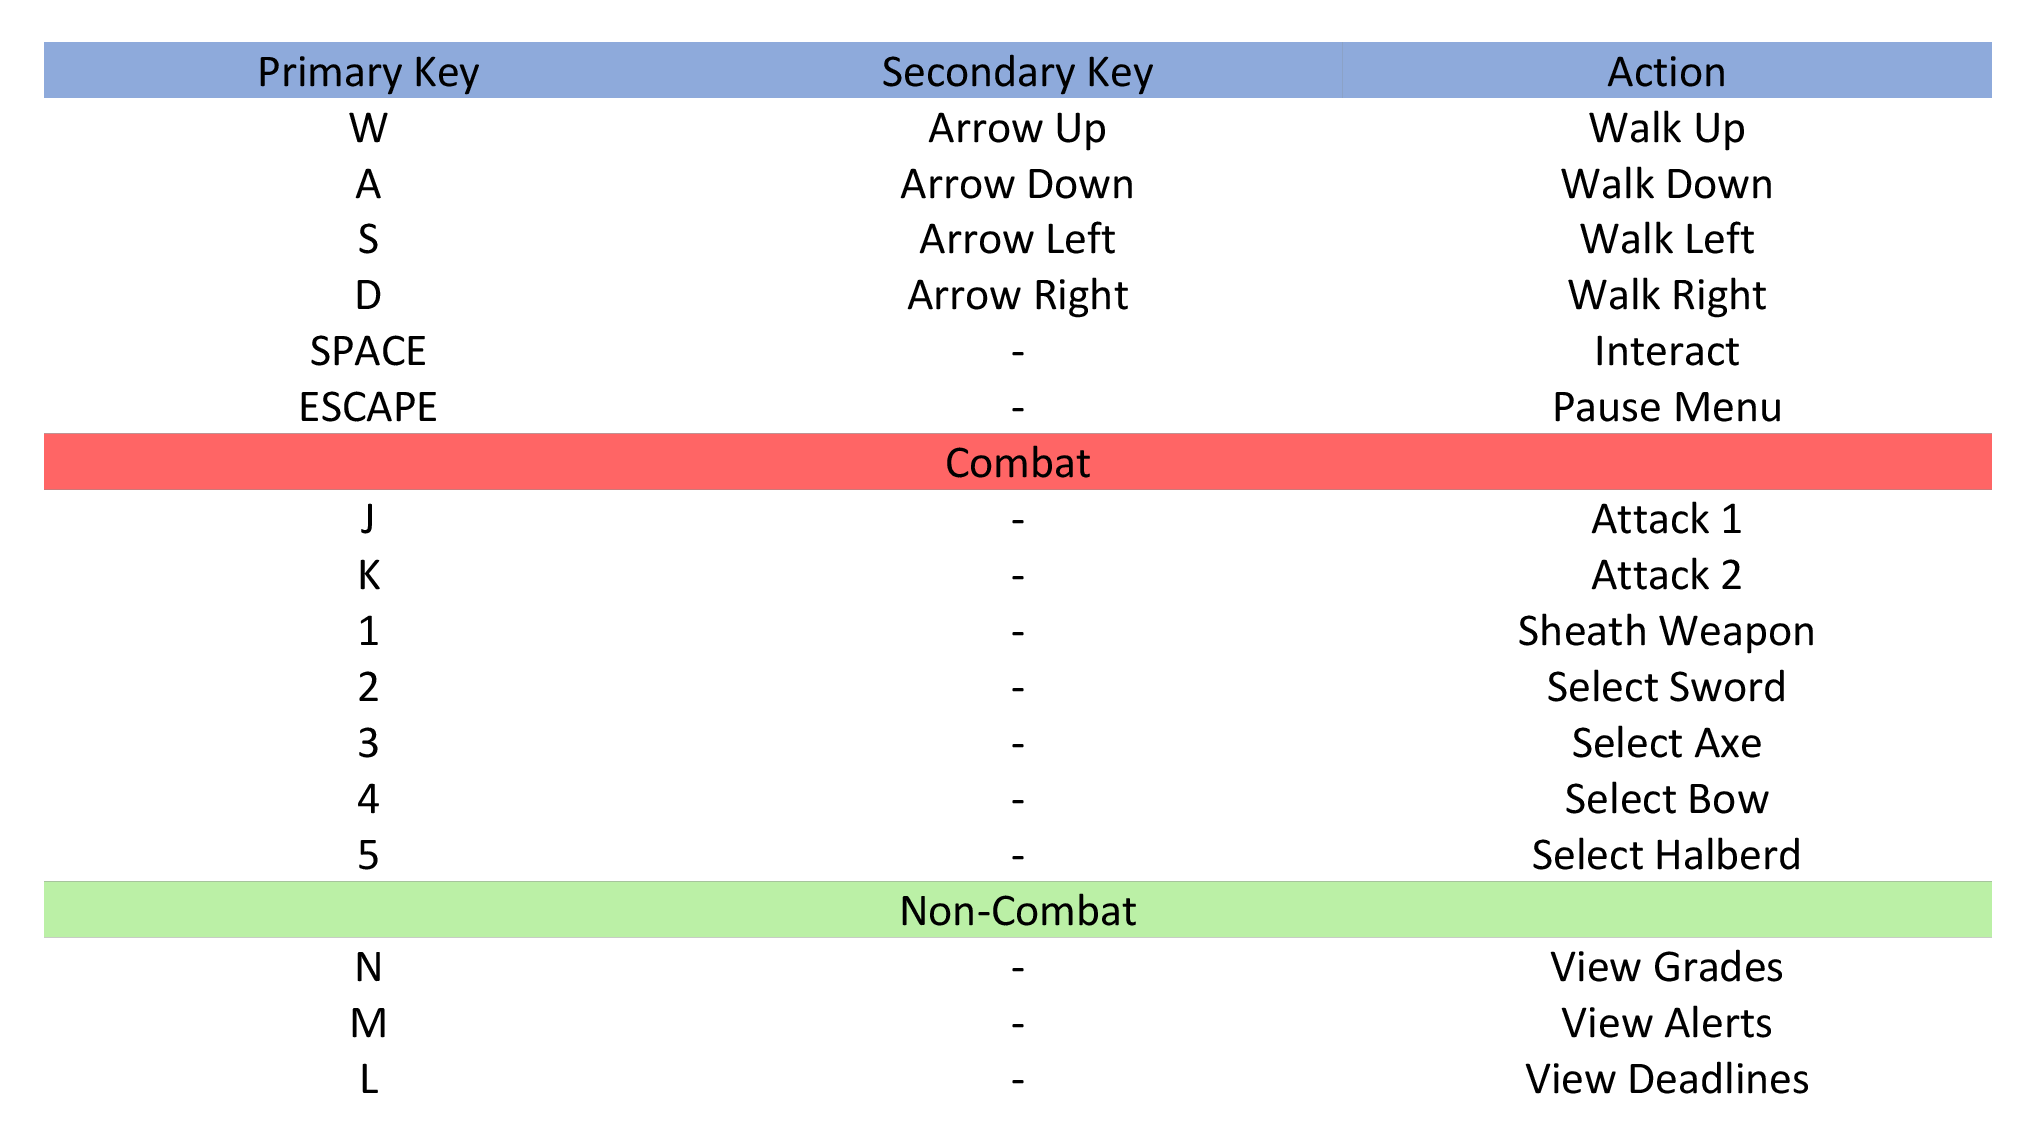 Primary Key Secondary Key Action
W Arrow Up Walk Up
A Arrow Down Walk Down
S Arrow Left Walk Left
D Arrow Right Walk Right
SPACE - Interact
ESCAPE - Pause Menu
Combat
J - Attack 1
K - Attack 2
1 - Sheath Weapon
2 - Select Sword
3 - Select Axe
4 - Select Bow
5 - Select Halberd
Non-Combat
N - View Grades
M - View Alerts
L - View Deadlines